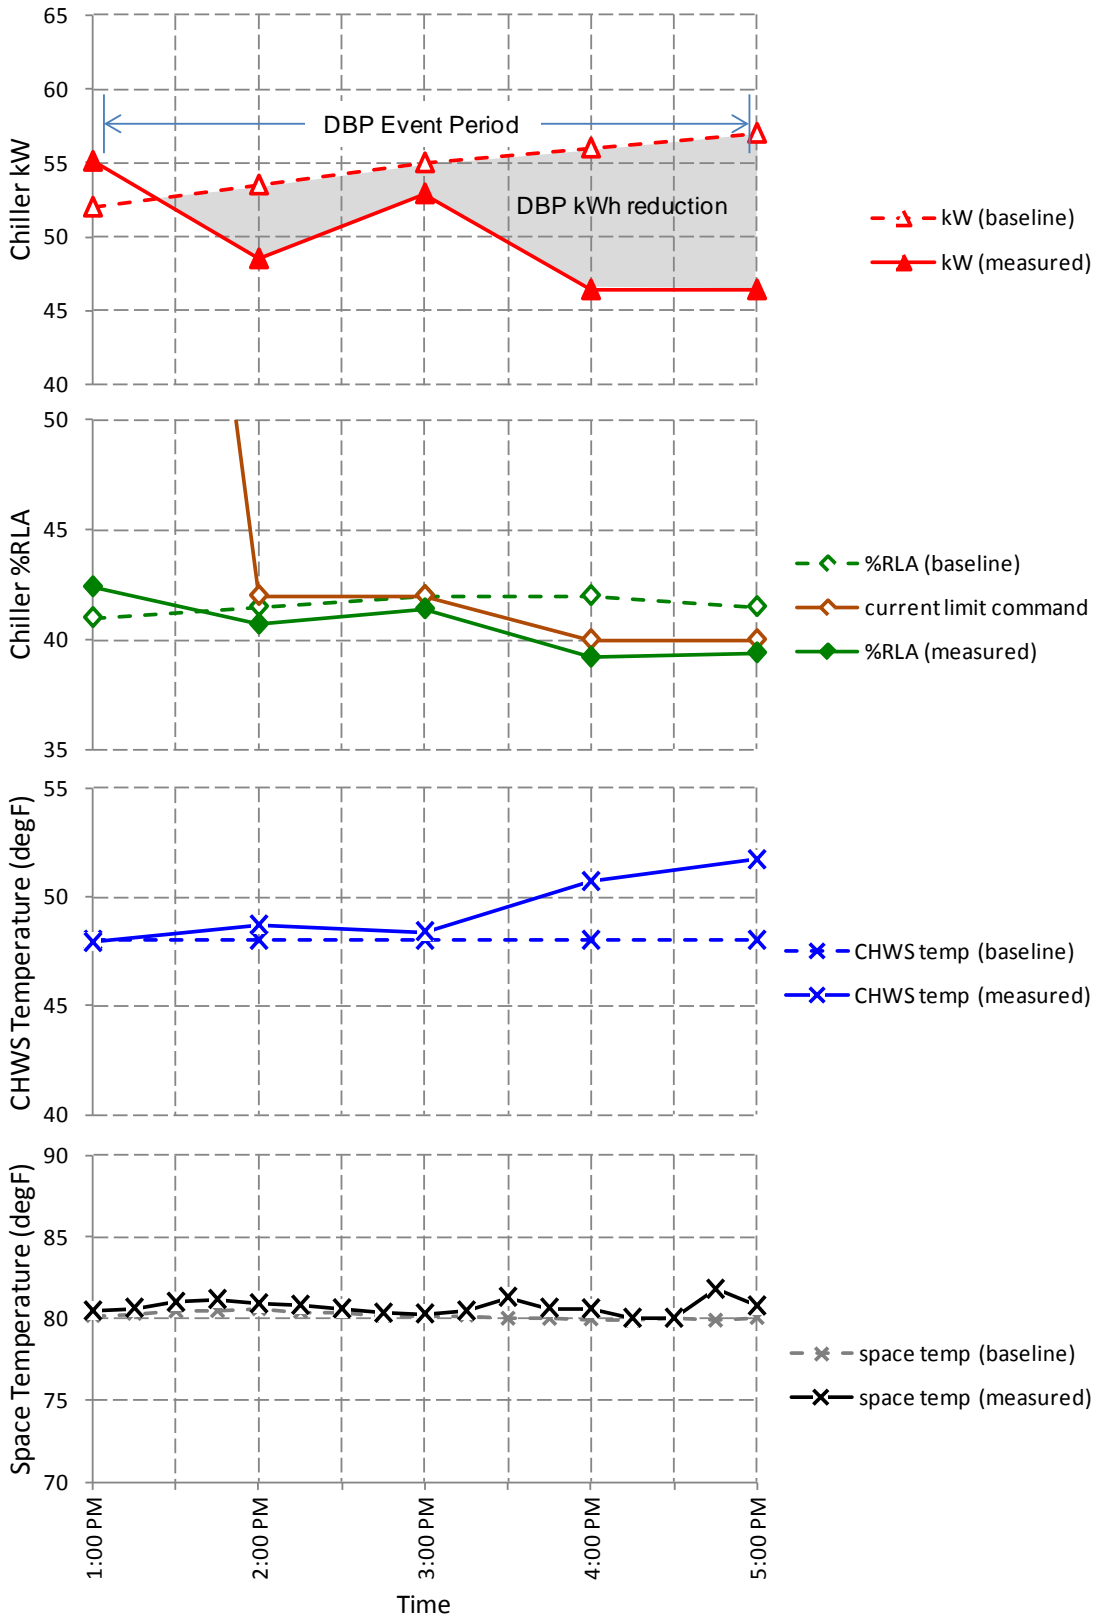 65
60
55
50
45
40
Chiller kW
DBP Event Period
DBP kWh reduction
kW (baseline)
kW (measured)
50
45
40
35
Chiller %RLA
%RLA (baseline)
current limit command
%RLA (measured)
55
50
45
40
CHWS Temperature (degF)
CHWS temp (baseline)
CHWS temp (measured)
90
85
80
75
70
Space Temperature (degF)
space temp (baseline)
space temp (measured)
1:00 PM
2:00 PM
3:00 PM
4:00 PM
5:00 PM
Time